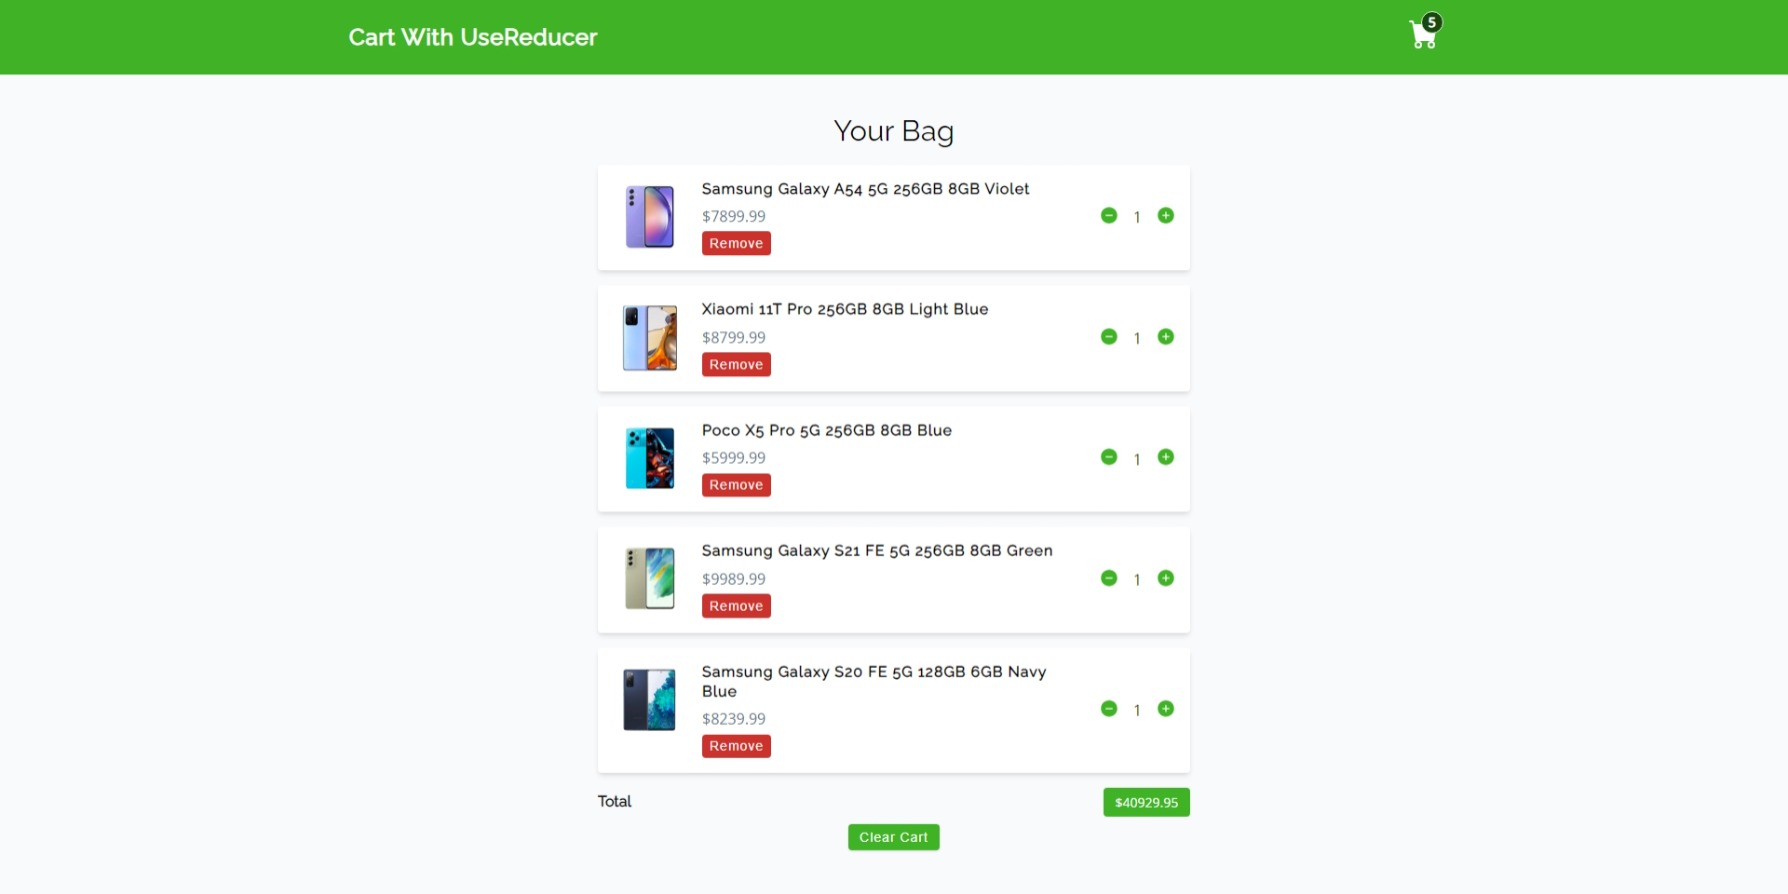 Cart With UseReducer
5
Your Bag
Samsung Galaxy A54 5G 256GB 8GB Violet
$7899.99
1
Remove
Xiaomi 11T Pro 256GB 8GB Light Blue
$8799.99
1
Remove
Poco X5 Pro 5G 256GB 8GB Blue
$5999.99
1
Remove
Samsung Galaxy S21 FE 5G 256GB 8GB Green
$9989.99
1
Remove
Samsung Galaxy S20 FE 5G 128GB 6GB Navy
Blue
$8239.99
1
Remove
Total
$40929.95
Clear Cart